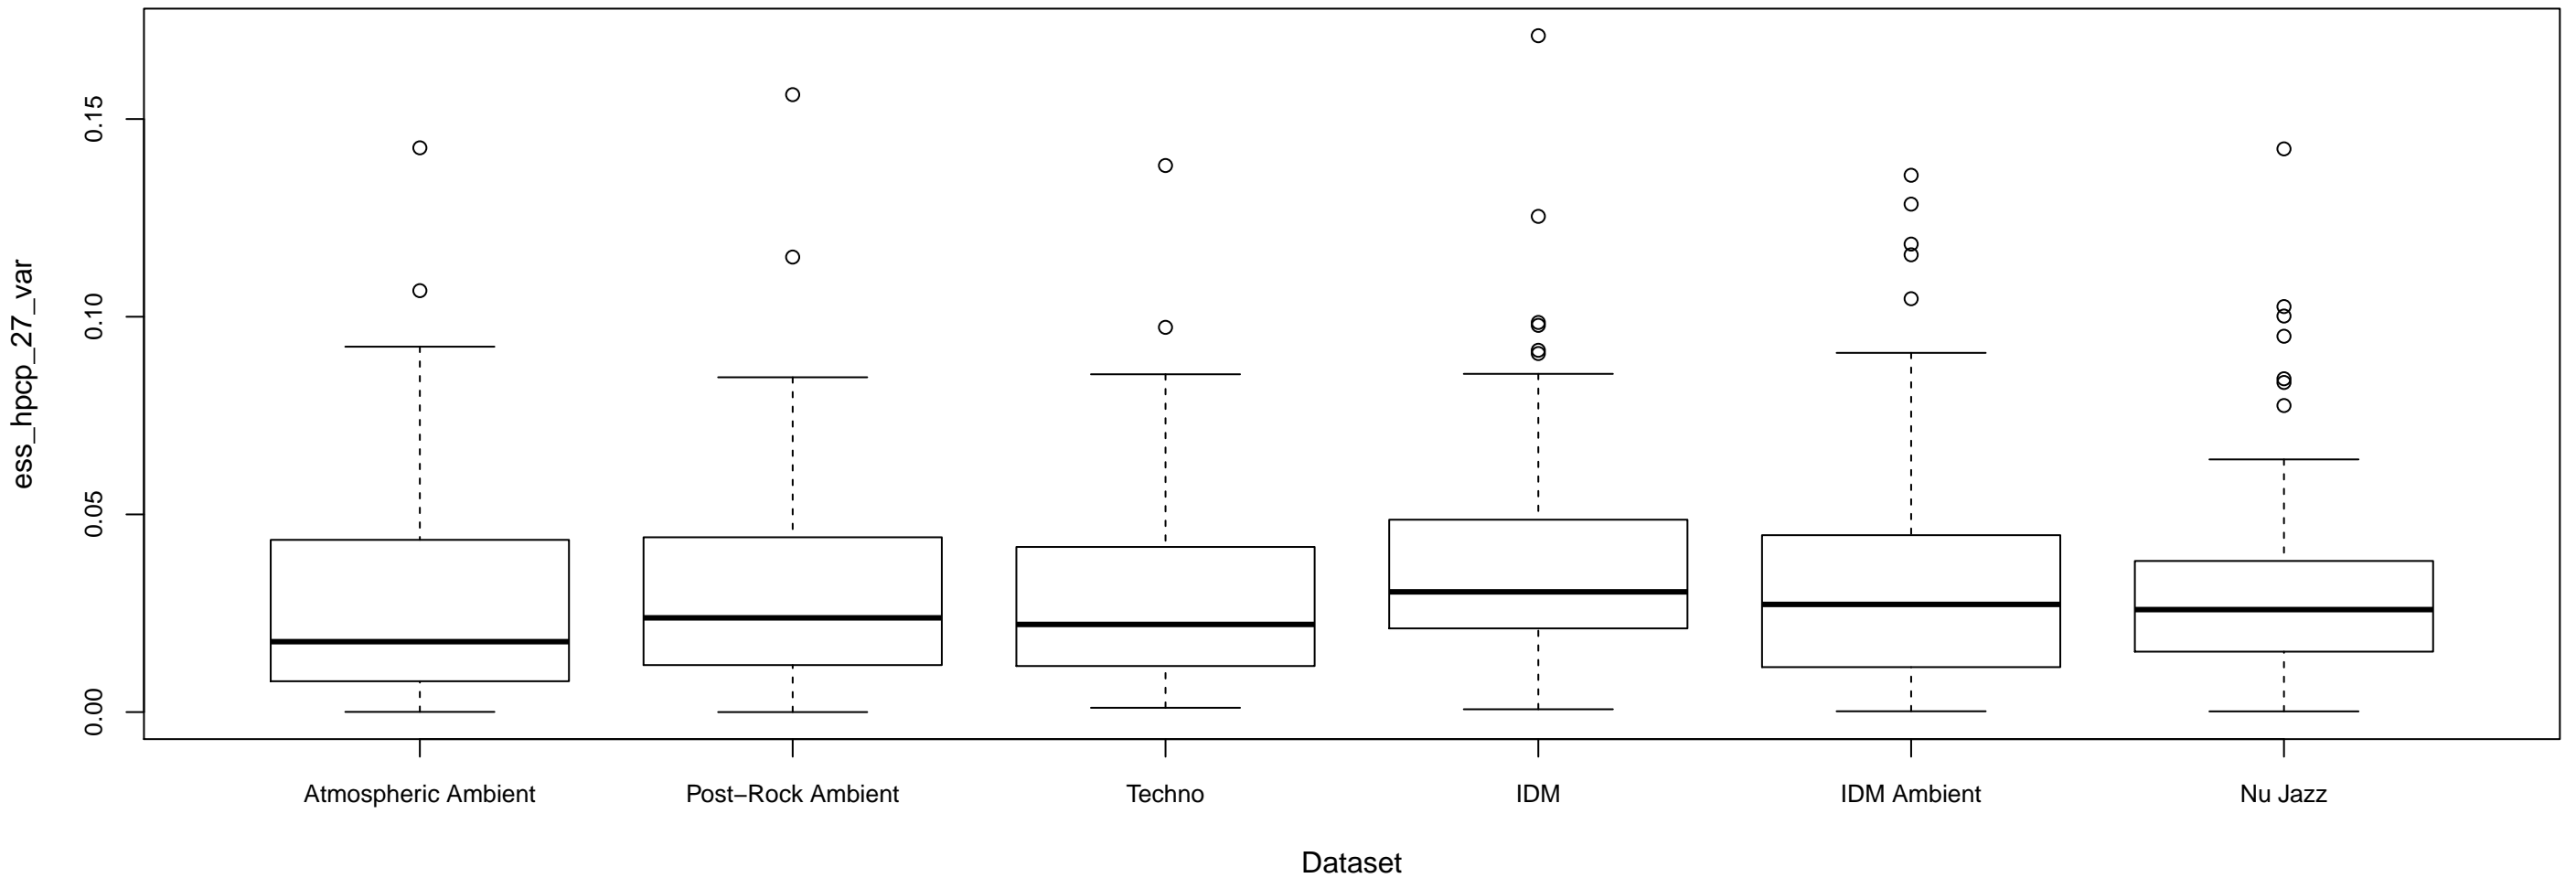 ess_hpcp_27_var
0.15
0.10
0.05
0.00
Atmospheric Ambient
Post−Rock Ambient
Techno
IDM
IDM Ambient
Nu Jazz
Dataset